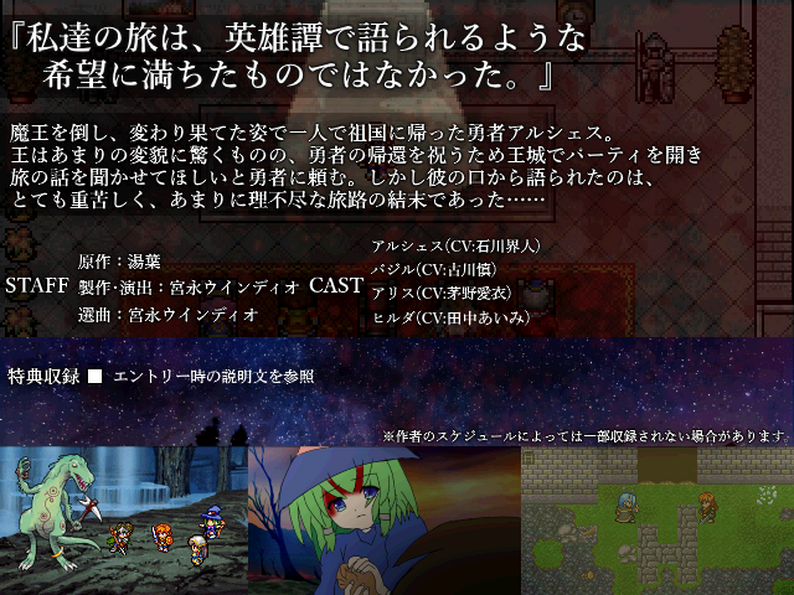 『私達の旅は、英雄譚で語られるような
希望に満ちたものではなかった。』
魔王を倒し、変わり果てた姿で一人で祖国に帰った勇者アルシェス。
王はあまりの変貌に驚くものの、勇者の帰還を祝うため王城でパーティを開き
旅の話を聞かせてほしいと勇者に頼む。しかし彼の口から語られたのは、
とても重苦しく、あまりに理不尽な旅路の結末であった……
STAFF
原作：湯葉
製作・演出：宮永ウインディオ
選曲：宮永ウインディオ
CAST
アルシェス(CV:石川界人)
バジル(CV:古川慎)
アリス(CV:茅野愛衣)
ヒルダ(CV:田中あいみ)
特典収録 ■ エントリー時の説明文を参照
※作者のスケジュールによっては一部収録されない場合があります。